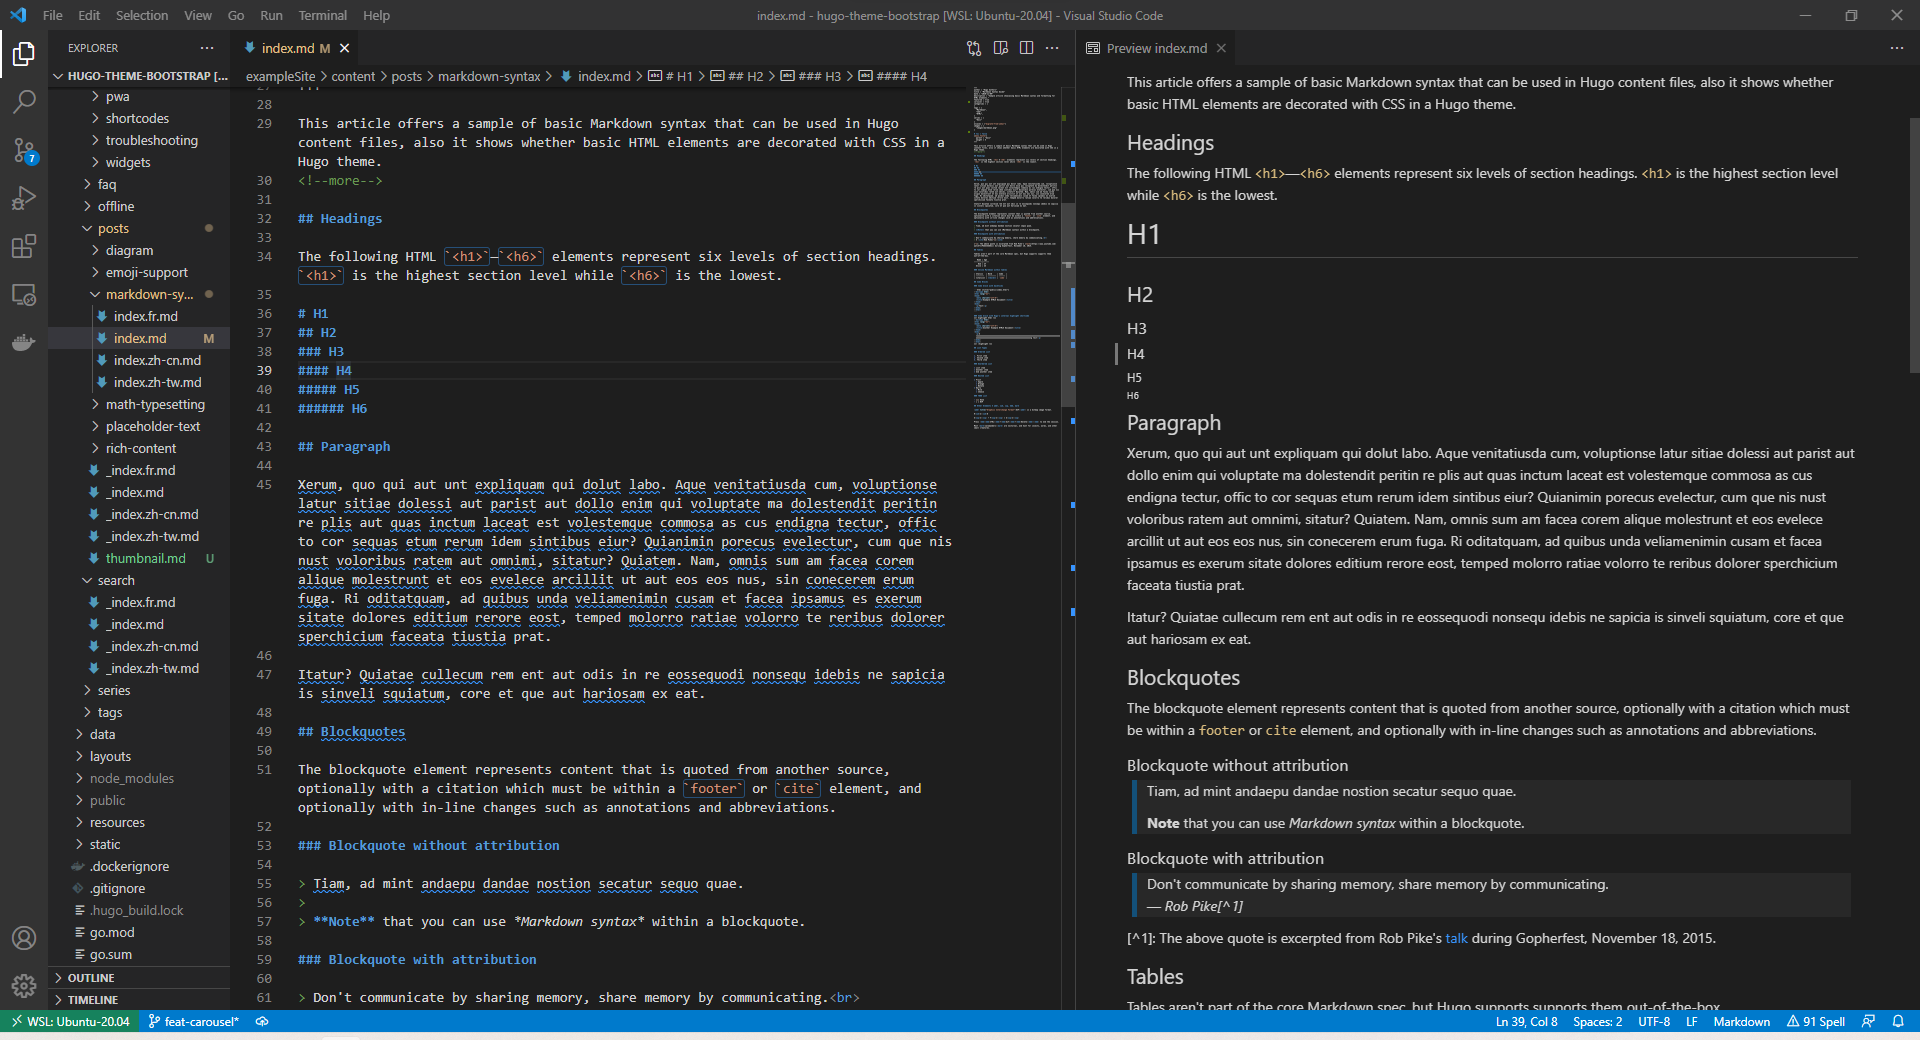 File Edit Selection View Go Run Terminal Help
index.md - hugo-theme-bootstrap [WSL: Ubuntu-20.04] - Visual Studio Code
EXPLORER ...
HUGO-THEME-BOOTSTRAP [...
pwa
shortcodes
troubleshooting
widgets
faq
offline
posts
diagram
emoji-support
markdown-sy...
index.fr.md
index.md M
index.zh-cn.md
index.zh-tw.md
math-typesetting
placeholder-text
rich-content
_index.fr.md
_index.md
_index.zh-cn.md
_index.zh-tw.md
thumbnail.md U
search
_index.fr.md
_index.md
_index.zh-cn.md
_index.zh-tw.md
series
tags
data
layouts
node_modules
public
resources
static
.dockerignore
.gitignore
.hugo_build.lock
go.mod
go.sum
OUTLINE
TIMELINE
7
index.md M
exampleSite > content > posts > markdown-syntax > index.md > # H1 > ## H2 > ### H3 > #### H4
28
29 This article offers a sample of basic Markdown syntax that can be used in Hugo
content files, also it shows whether basic HTML elements are decorated with CSS in a
Hugo theme.
30 <!--more-->
31
32 ## Headings
33
34 The following HTML `<h1>`—`<h6>` elements represent six levels of section headings.
`<h1>` is the highest section level while `<h6>` is the lowest.
35
36 # H1
37 ## H2
38 ### H3
39 #### H4
40 ##### H5
41 ###### H6
42
43 ## Paragraph
44
45 Xerum, quo qui aut unt expliquam qui dolut labo. Aque venitatiusda cum, voluptionse
latur sitiae dolessi aut parist aut dollo enim qui voluptate ma dolestendit peritin
re plis aut quas inctum laceat est volestemque commosa as cus endigna tectur, offic
to cor sequas etum rerum idem sintibus eiur? Quianimin porecus evelectur, cum que nis
nust voloribus ratem aut omnimi, sitatur? Quiatem. Nam, omnis sum am facea corem
alique molestrunt et eos evelece arcillit ut aut eos eos nus, sin conecerem erum
fuga. Ri oditatquam, ad quibus unda veliamenimin cusam et facea ipsamus es exerum
sitate dolores editium rerore eost, temped molorro ratiae volorro te reribus dolorer
sperchicium faceata tiustia prat.
46
47 Itatur? Quiatae cullecum rem ent aut odis in re eossequodi nonsequ idebis ne sapicia
is sinveli squiatum, core et que aut hariosam ex eat.
48
49 ## Blockquotes
50
51 The blockquote element represents content that is quoted from another source,
optionally with a citation which must be within a `footer` or `cite` element, and
optionally with in-line changes such as annotations and abbreviations.
52
53 ### Blockquote without attribution
54
55 > Tiam, ad mint andaepu dandae nostion secatur sequo quae.
56 >
57 > **Note** that you can use *Markdown syntax* within a blockquote.
58
59 ### Blockquote with attribution
60
61 > Don't communicate by sharing memory, share memory by communicating.<br>
Preview index.md
This article offers a sample of basic Markdown syntax that can be used in Hugo content files, also it shows whether
basic HTML elements are decorated with CSS in a Hugo theme.
Headings
The following HTML <h1>—<h6> elements represent six levels of section headings. <h1> is the highest section level
while <h6> is the lowest.
H1
H2
H3
H4
H5
H6
Paragraph
Xerum, quo qui aut unt expliquam qui dolut labo. Aque venitatiusda cum, voluptionse latur sitiae dolessi aut parist aut
dollo enim qui voluptate ma dolestendit peritin re plis aut quas inctum laceat est volestemque commosa as cus
endigna tectur, offic to cor sequas etum rerum idem sintibus eiur? Quianimin porecus evelectur, cum que nis nust
voloribus ratem aut omnimi, sitatur? Quiatem. Nam, omnis sum am facea corem alique molestrunt et eos evelece
arcillit ut aut eos eos nus, sin conecerem erum fuga. Ri oditatquam, ad quibus unda veliamenimin cusam et facea
ipsamus es exerum sitate dolores editium rerore eost, temped molorro ratiae volorro te reribus dolorer sperchicium
faceata tiustia prat.
Itatur? Quiatae cullecum rem ent aut odis in re eossequodi nonsequ idebis ne sapicia is sinveli squiatum, core et que
aut hariosam ex eat.
Blockquotes
The blockquote element represents content that is quoted from another source, optionally with a citation which must
be within a footer or cite element, and optionally with in-line changes such as annotations and abbreviations.
Blockquote without attribution
Tiam, ad mint andaepu dandae nostion secatur sequo quae.
Note that you can use Markdown syntax within a blockquote.
Blockquote with attribution
Don't communicate by sharing memory, share memory by communicating.
— Rob Pike[^1]
[^1]: The above quote is excerpted from Rob Pike's talk during Gopherfest, November 18, 2015.
Tables
Tables aren't part of the core Markdown spec, but Hugo supports supports them out-of-the-box.
WSL: Ubuntu-20.04 feat-carousel* Ln 39, Col 8 Spaces: 2 UTF-8 LF Markdown 91 Spell